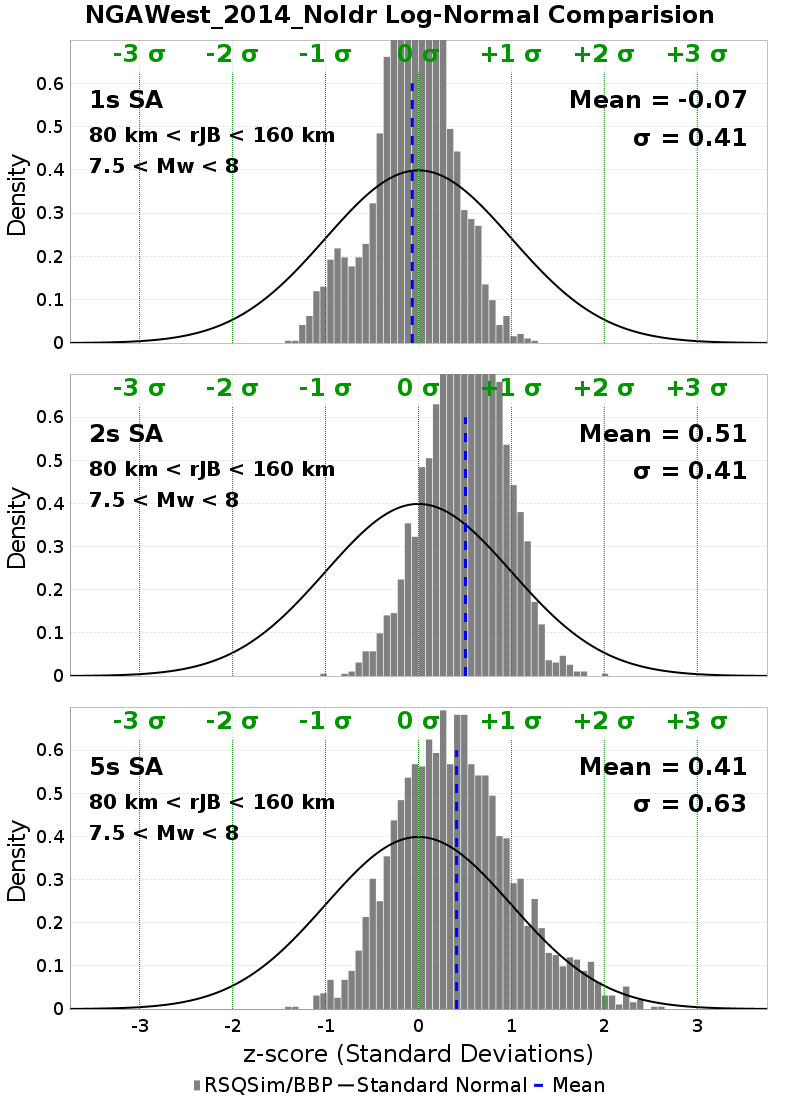 NGAWest_2014_NoIdr Log-Normal Comparision
-3 σ -2 σ -1 σ 0 σ +1 σ +2 σ +3 σ
1s SA
Mean = -0.07
80 km < rJB < 160 km
σ = 0.41
7.5 < Mw < 8
Density
0.6
0.5
0.4
0.3
0.2
0.1
0
-3 σ -2 σ -1 σ 0 σ +1 σ +2 σ +3 σ
2s SA
Mean = 0.51
80 km < rJB < 160 km
σ = 0.41
7.5 < Mw < 8
Density
0.6
0.5
0.4
0.3
0.2
0.1
0
-3 σ -2 σ -1 σ 0 σ +1 σ +2 σ +3 σ
5s SA
Mean = 0.41
80 km < rJB < 160 km
σ = 0.63
7.5 < Mw < 8
Density
0.6
0.5
0.4
0.3
0.2
0.1
0
-3 -2 -1 0 1 2 3
z-score (Standard Deviations)
RSQSim/BBP Standard Normal Mean